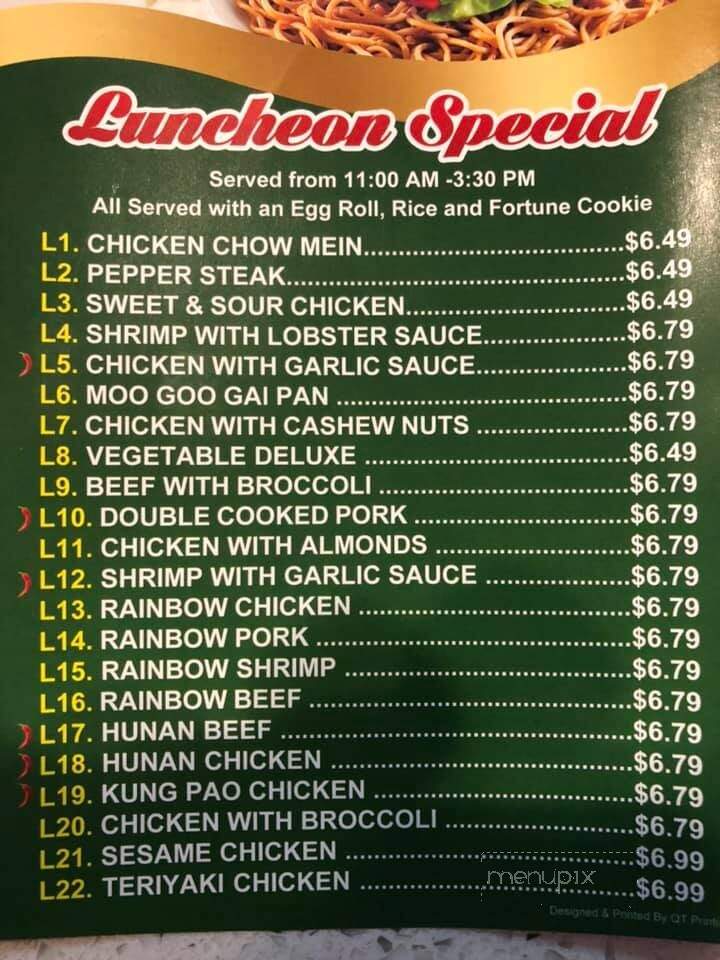 Luncheon Special
Served from 11:00 AM -3:30 PM
All Served with an Egg Roll, Rice and Fortune Cookie
L1. CHICKEN CHOW MEIN................................$6.49
L2. PEPPER STEAK..........................................$6.49
L3. SWEET & SOUR CHICKEN...........................$6.49
L4. SHRIMP WITH LOBSTER SAUCE..................$6.79
L5. CHICKEN WITH GARLIC SAUCE...................$6.79
L6. MOO GOO GAI PAN ....................................$6.79
L7. CHICKEN WITH CASHEW NUTS ...................$6.79
L8. VEGETABLE DELUXE .................................$6.49
L9. BEEF WITH BROCCOLI ...............................$6.79
L10. DOUBLE COOKED PORK ...........................$6.79
L11. CHICKEN WITH ALMONDS ........................$6.79
L12. SHRIMP WITH GARLIC SAUCE ..................$6.79
L13. RAINBOW CHICKEN ..................................$6.79
L14. RAINBOW PORK .......................................$6.79
L15. RAINBOW SHRIMP ....................................$6.79
L16. RAINBOW BEEF ........................................$6.79
L17. HUNAN BEEF ............................................$6.79
L18. HUNAN CHICKEN ......................................$6.79
L19. KUNG PAO CHICKEN .................................$6.79
L20. CHICKEN WITH BROCCOLI .......................$6.79
L21. SESAME CHICKEN ....................................$6.99
L22. TERIYAKI CHICKEN ...................................$6.99
menupix
Designed & Printed By QT